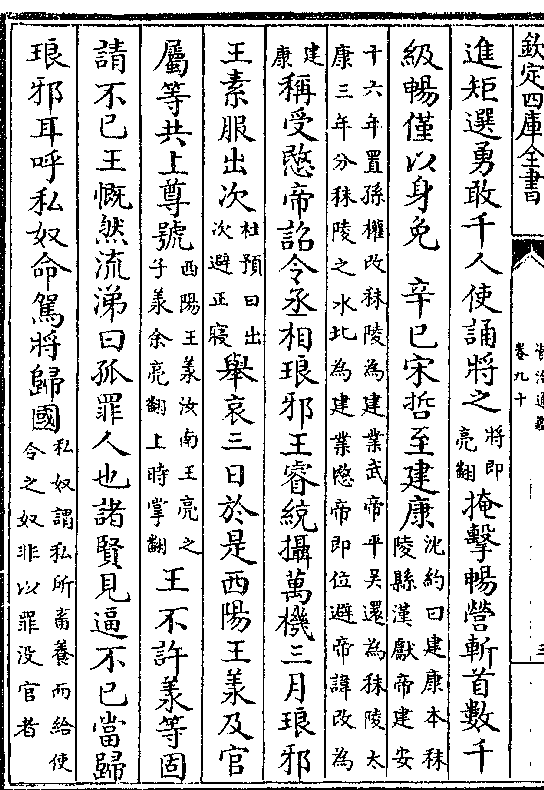 欽定四庫全書
卷九十
進矩選勇敢千人使誦將之將即亮翻掩擊暢營斬首數千
級暢僅以身免　辛巳宋哲至建康沈約曰建康本秣陵縣漢獻帝建安
十六年置孫權改秣陵為建業武帝平吳還為秣陵太
康三年分秣陵之水北為建業愍帝即位避帝諱改為
建康稱受愍帝詔令丞相琅邪王睿統攝萬機三月琅邪
王素服出次杜預曰出次避正寢舉哀三日於是西陽王羕及官
屬等共上尊號西陽王羕汝南王亮之子羕余亮翻上時掌翻王不許羕等固
請不已王慨然流涕曰孤罪人也諸賢見逼不已當歸
琅邪耳呼私奴命駕將歸國私奴謂私所畜養而給使令之奴非以罪没官者